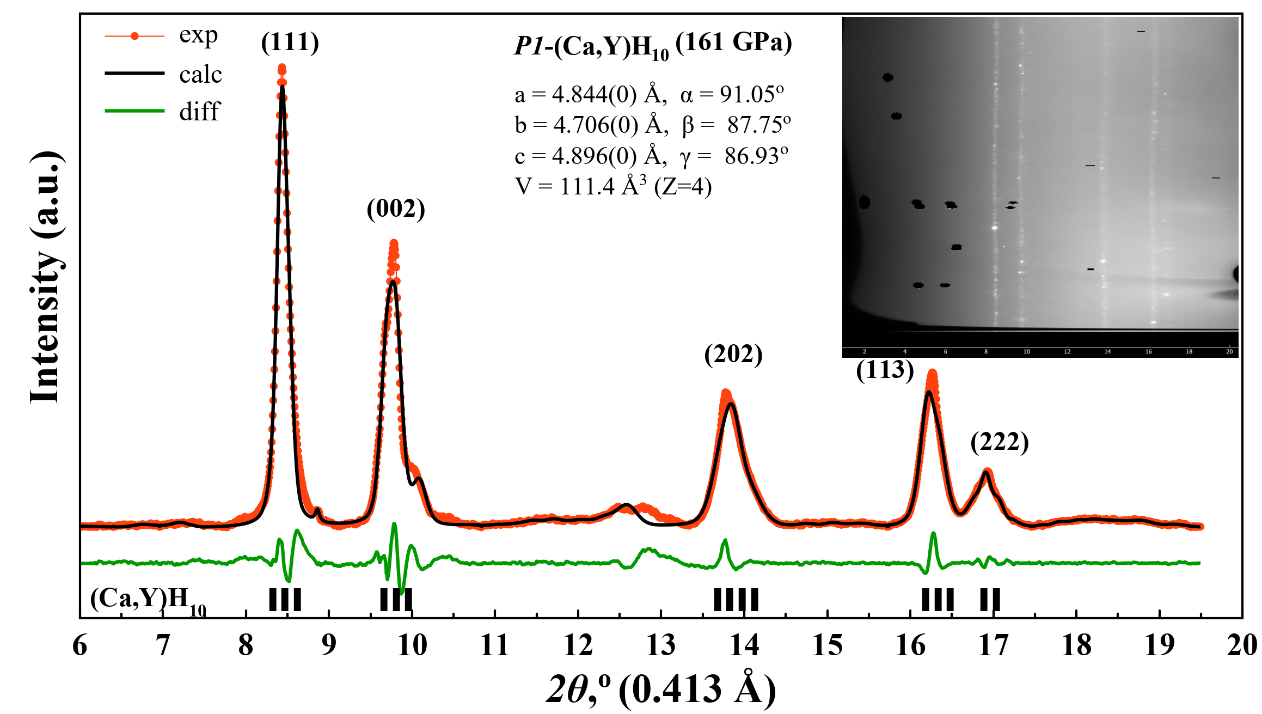 exp
calc
diff
(111)
(002)
(202)
(113)
(222)
P1-(Ca,Y)H₁₀ (161 GPa)
a = 4.844(0) Å, α = 91.05º
b = 4.706(0) Å, β = 87.75º
c = 4.896(0) Å, γ = 86.93º
V = 111.4 Å³ (Z=4)
2 4 6 8 10 12 14 16 18 20
Intensity (a.u.)
(Ca,Y)H₁₀
6 7 8 9 10 11 12 13 14 15 16 17 18 19 20
2θ,º (0.413 Å)